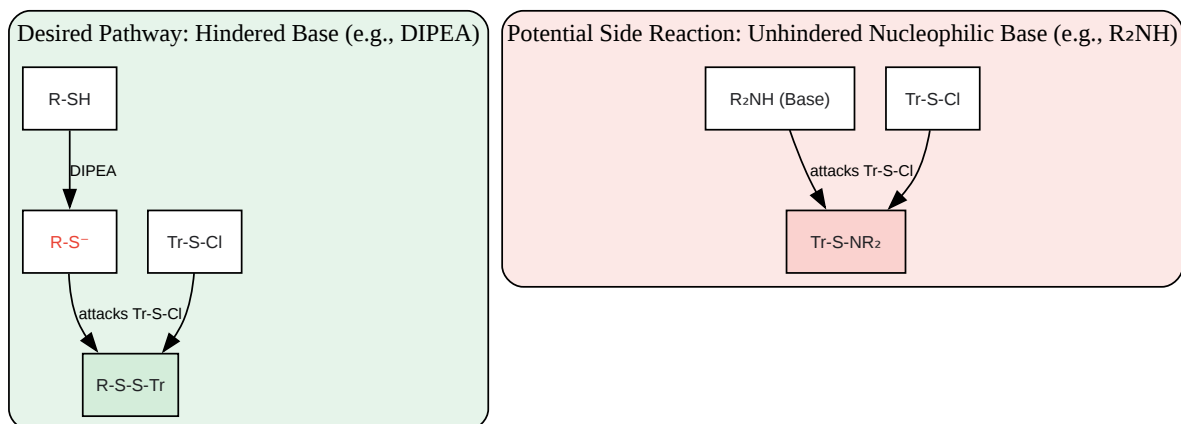 Desired Pathway: Hindered Base (e.g., DIPEA)
R-SH
DIPEA
R-S⁻
Tr-S-Cl
attacks Tr-S-Cl
R-S-S-Tr
Potential Side Reaction: Unhindered Nucleophilic Base (e.g., R₂NH)
R₂NH (Base)
Tr-S-Cl
attacks Tr-S-Cl
Tr-S-NR₂